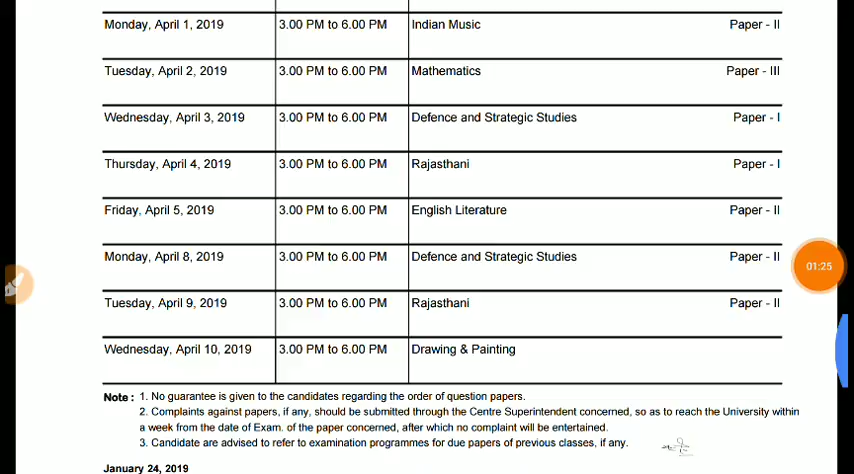 Monday, April 1, 2019 3.00 PM to 6.00 PM Indian Music Paper - II
Tuesday, April 2, 2019 3.00 PM to 6.00 PM Mathematics Paper - III
Wednesday, April 3, 2019 3.00 PM to 6.00 PM Defence and Strategic Studies Paper - I
Thursday, April 4, 2019 3.00 PM to 6.00 PM Rajasthani Paper - I
Friday, April 5, 2019 3.00 PM to 6.00 PM English Literature Paper - II
Monday, April 8, 2019 3.00 PM to 6.00 PM Defence and Strategic Studies Paper - II
01:25
Tuesday, April 9, 2019 3.00 PM to 6.00 PM Rajasthani Paper - II
Wednesday, April 10, 2019 3.00 PM to 6.00 PM Drawing & Painting
Note : 1. No guarantee is given to the candidates regarding the order of question papers.
2. Complaints against papers, if any, should be submitted through the Centre Superintendent concerned, so as to reach the University within
a week from the date of Exam. of the paper concerned, after which no complaint will be entertained.
3. Candidate are advised to refer to examination programmes for due papers of previous classes, if any.
January 24, 2019